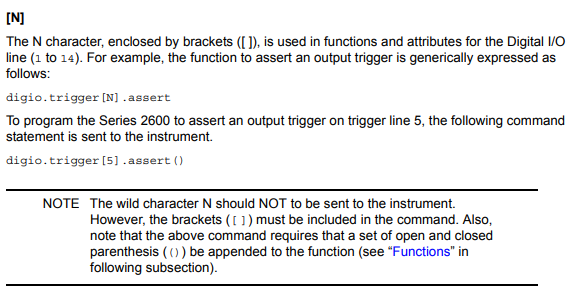 [N]
The N character, enclosed by brackets ([ ]), is used in functions and attributes for the Digital I/O
line (1 to 14). For example, the function to assert an output trigger is generically expressed as
follows:
digio.trigger[N].assert
To program the Series 2600 to assert an output trigger on trigger line 5, the following command
statement is sent to the instrument.
digio.trigger[5].assert()
NOTE The wild character N should NOT to be sent to the instrument.
However, the brackets ([ ]) must be included in the command. Also,
note that the above command requires that a set of open and closed
parenthesis (()) be appended to the function (see “Functions” in
following subsection).